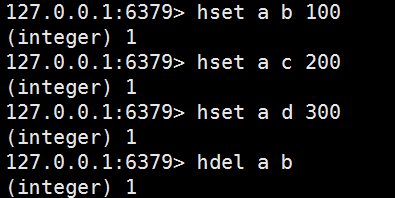 127.0.0.1:6379> hset a b 100
(integer) 1
127.0.0.1:6379> hset a c 200
(integer) 1
127.0.0.1:6379> hset a d 300
(integer) 1
127.0.0.1:6379> hdel a b
(integer) 1